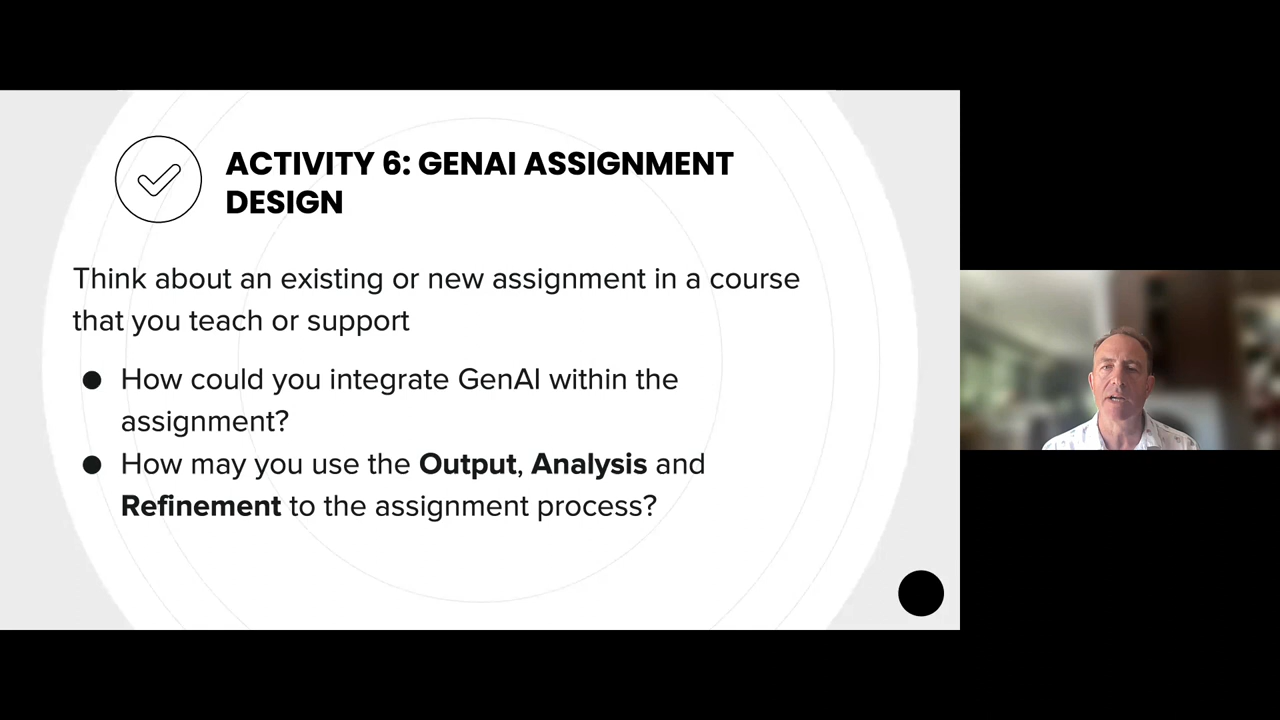 ACTIVITY 6: GENAI ASSIGNMENT
DESIGN
Think about an existing or new assignment in a course
that you teach or support
● How could you integrate GenAI within the
assignment?
● How may you use the Output, Analysis and
Refinement to the assignment process?